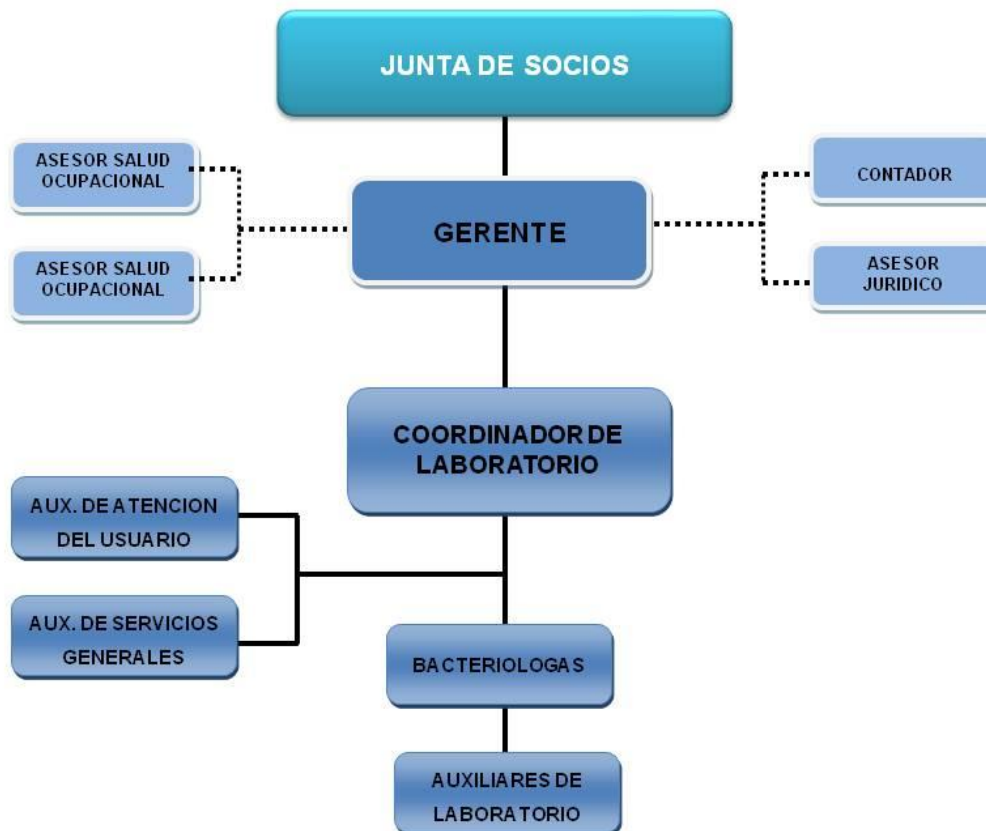 JUNTA DE SOCIOS
ASESOR SALUD
OCUPACIONAL
CONTADOR
GERENTE
ASESOR SALUD
OCUPACIONAL
ASESOR
JURIDICO
COORDINADOR DE
LABORATORIO
AUX. DE ATENCION
DEL USUARIO
AUX. DE SERVICIOS
GENERALES
BACTERIOLOGAS
AUXILIARES DE
LABORATORIO